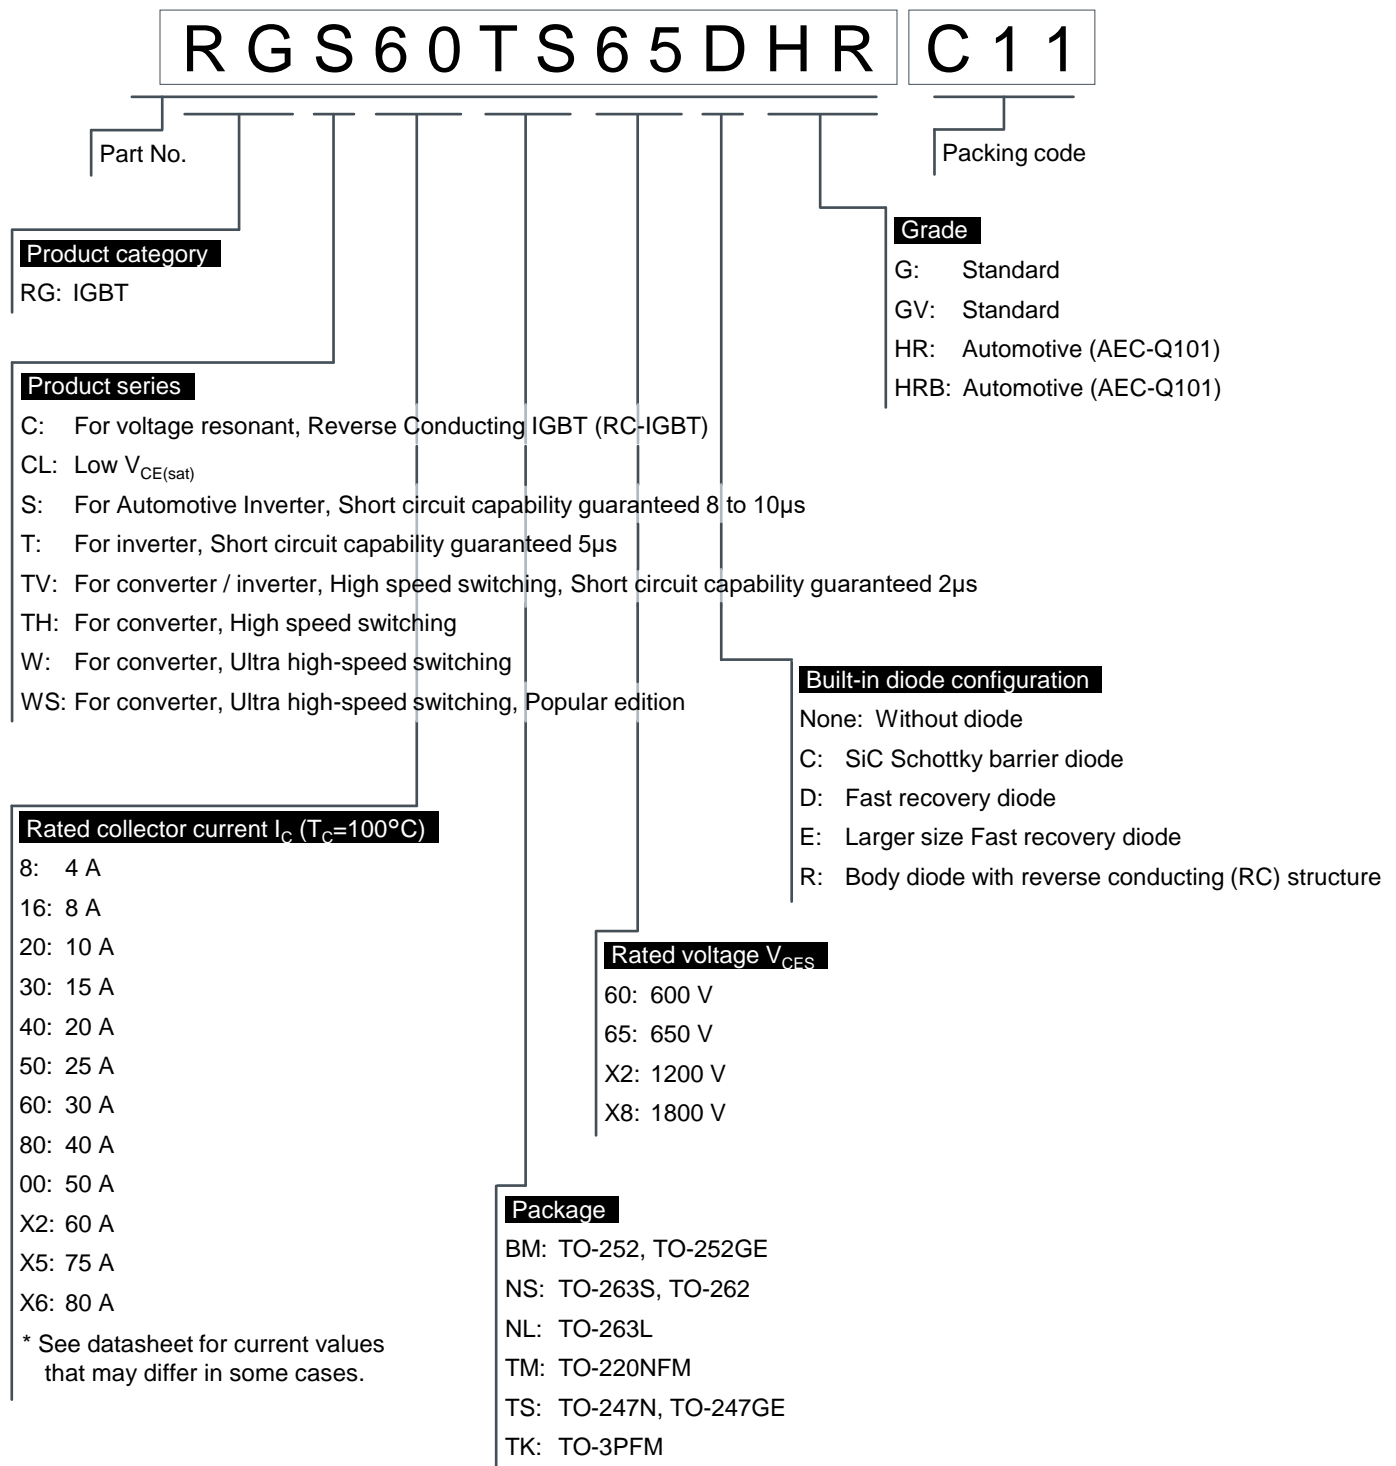 RGS60TS65DHR C11
Part No.
Packing code
Product category
RG: IGBT
Grade
G: Standard
GV: Standard
HR: Automotive (AEC-Q101)
HRB: Automotive (AEC-Q101)
Product series
C: For voltage resonant, Reverse Conducting IGBT (RC-IGBT)
CL: Low VCE(sat)
S: For Automotive Inverter, Short circuit capability guaranteed 8 to 10µs
T: For inverter, Short circuit capability guaranteed 5µs
TV: For converter / inverter, High speed switching, Short circuit capability guaranteed 2µs
TH: For converter, High speed switching
W: For converter, Ultra high-speed switching
WS: For converter, Ultra high-speed switching, Popular edition
Built-in diode configuration
None: Without diode
C: SiC Schottky barrier diode
D: Fast recovery diode
E: Larger size Fast recovery diode
R: Body diode with reverse conducting (RC) structure
Rated collector current IC (TC=100°C)
8: 4 A
16: 8 A
20: 10 A
30: 15 A
40: 20 A
50: 25 A
60: 30 A
80: 40 A
00: 50 A
X2: 60 A
X5: 75 A
X6: 80 A
* See datasheet for current values
that may differ in some cases.
Rated voltage VCES
60: 600 V
65: 650 V
X2: 1200 V
X8: 1800 V
Package
BM: TO-252, TO-252GE
NS: TO-263S, TO-262
NL: TO-263L
TM: TO-220NFM
TS: TO-247N, TO-247GE
TK: TO-3PFM